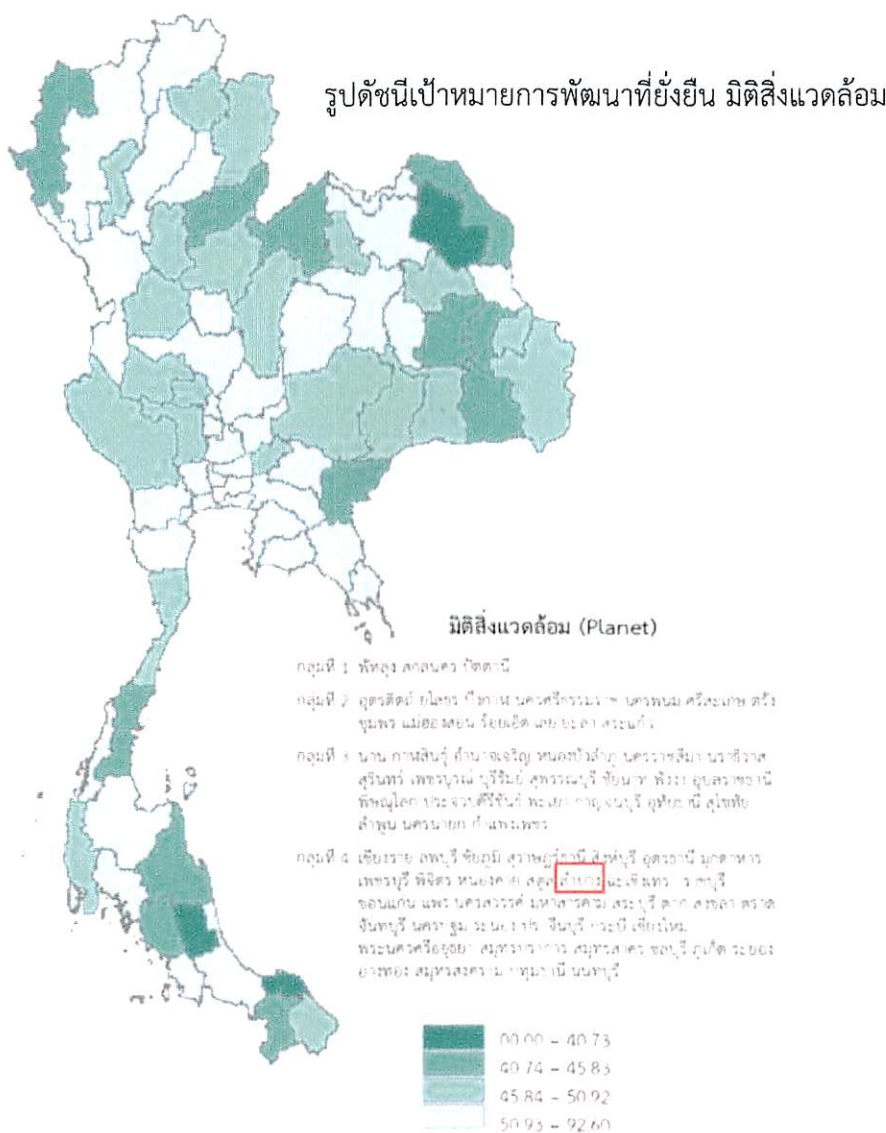 รูปดัชนีเป้าหมายการพัฒนาที่ยั่งยืน มิติสิ่งแวดล้อม
มิติสิ่งแวดล้อม (Planet)
กลุ่มที่ 1 พัทลุง สกลนคร ปัตตานี
กลุ่มที่ 2 อุตรดิตถ์ ยโสธร บึงกาฬ นครศรีธรรมราช นครพนม ศรีสะเกษ ตรัง
ชุมพร แม่ฮ่องสอน ร้อยเอ็ด เลย ยะลา สระแก้ว
กลุ่มที่ 3 น่าน กาฬสินธุ์ อำนาจเจริญ หนองบัวลำภู นครราชสีมา นราธิวาส
สุรินทร์ เพชรบูรณ์ บุรีรัมย์ สุพรรณบุรี ชัยนาท พังงา อุบลราชธานี
พิษณุโลก ประจวบคีรีขันธ์ พะเยา กาญจนบุรี อุทัยธานี สุโขทัย
ลำพูน นครนายก กำแพงเพชร
กลุ่มที่ 4 เชียงราย ลพบุรี ชัยภูมิ สุราษฎร์ธานี สิงห์บุรี อุดรธานี มุกดาหาร
เพชรบุรี พิจิตร หนองคาย สตูล ลำปาง ฉะเชิงเทรา ราชบุรี
ขอนแก่น แพร่ นครสวรรค์ มหาสารคาม สระบุรี ตาก สงขลา ตราด
จันทบุรี นครปฐม ระนอง ปราจีนบุรี กระบี่ เชียงใหม่
พระนครศรีอยุธยา สมุทรปราการ สมุทรสาคร ชลบุรี ภูเก็ต ระยอง
อ่างทอง สมุทรสงคราม ปทุมธานี นนทบุรี
00.00 – 40.73
40.74 – 45.83
45.84 – 50.92
50.93 – 92.60